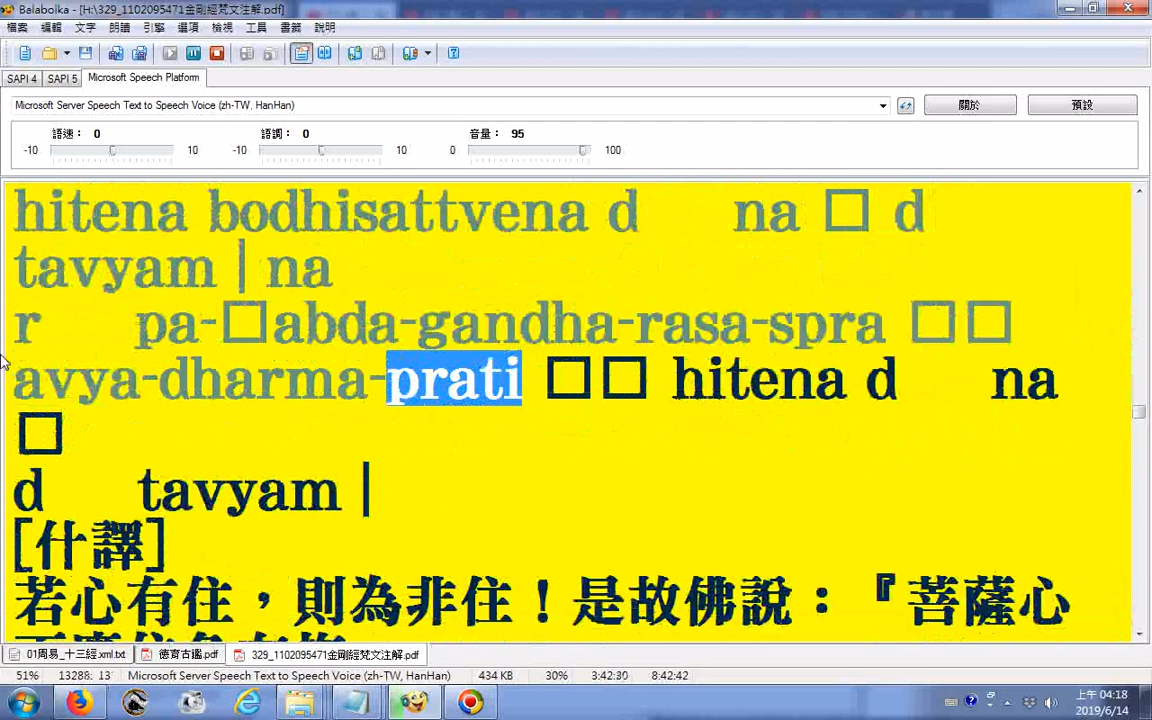 Balabolka - [H:\329_1102095471金剛經梵文注解.pdf]
檔案 編輯 文字 朗讀 引擎 選項 檢視 工具 書籤 說明
SAPI 4 SAPI 5 Microsoft Speech Platform
Microsoft Server Speech Text to Speech Voice (zh-TW, HanHan) 關於 預設
語速： 0 語調： 0 音量： 95
-10 10 -10 10 0 100
hitena bodhisattvena d na □ d
tavyam | na
r pa-□abda-gandha-rasa-spra □□
avya-dharma-prati □□ hitena d na
□
d tavyam |
[什譯]
若心有住，則為非住！是故佛說：『菩薩心
01周易_十三經.xml.txt 德育古鑑.pdf 329_1102095471金剛經梵文注解.pdf
51% 13288: 13 Microsoft Server Speech Text to Speech Voice (zh-TW, HanHan) 434 KB 30% 3:42:30 8:42:42
上午 04:18
2019/6/14